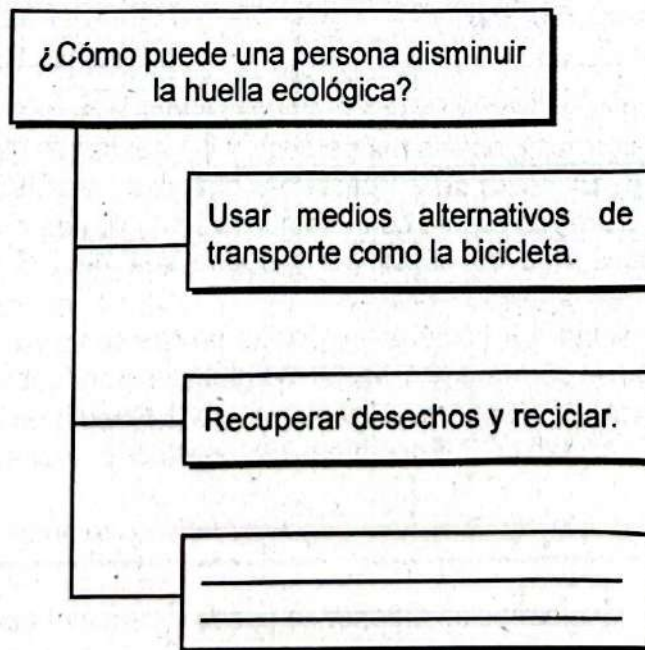 ¿Cómo puede una persona disminuir
la huella ecológica?
Usar medios alternativos de
transporte como la bicicleta.
Recuperar desechos y reciclar.